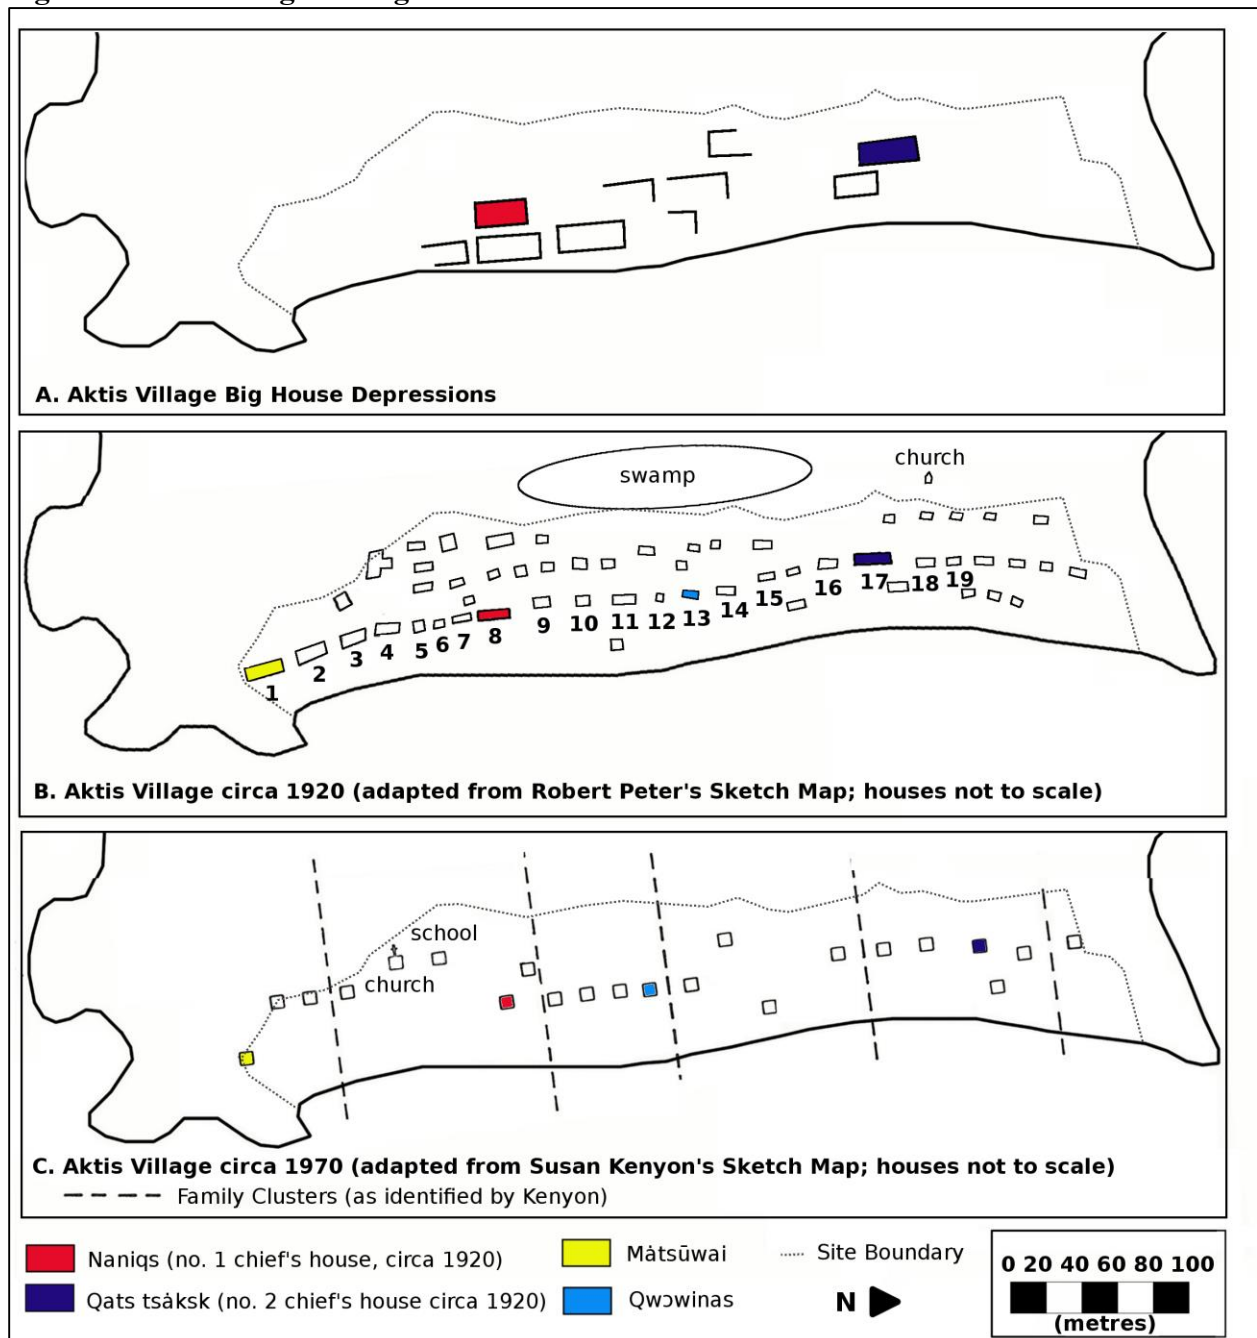 A. Aktis Village Big House Depressions
swamp
church
1 2 3 4 5 6 7 8 9 10 11 12 13 14 15 16 17 18 19
B. Aktis Village circa 1920 (adapted from Robert Peter's Sketch Map; houses not to scale)
school
church
C. Aktis Village circa 1970 (adapted from Susan Kenyon's Sketch Map; houses not to scale)
Family Clusters (as identified by Kenyon)
Naniqs (no. 1 chief's house, circa 1920)
Qats tsȧksk (no. 2 chief's house circa 1920)
Mȧtsūwai
Qwɔwinas
Site Boundary
N
0 20 40 60 80 100
(metres)